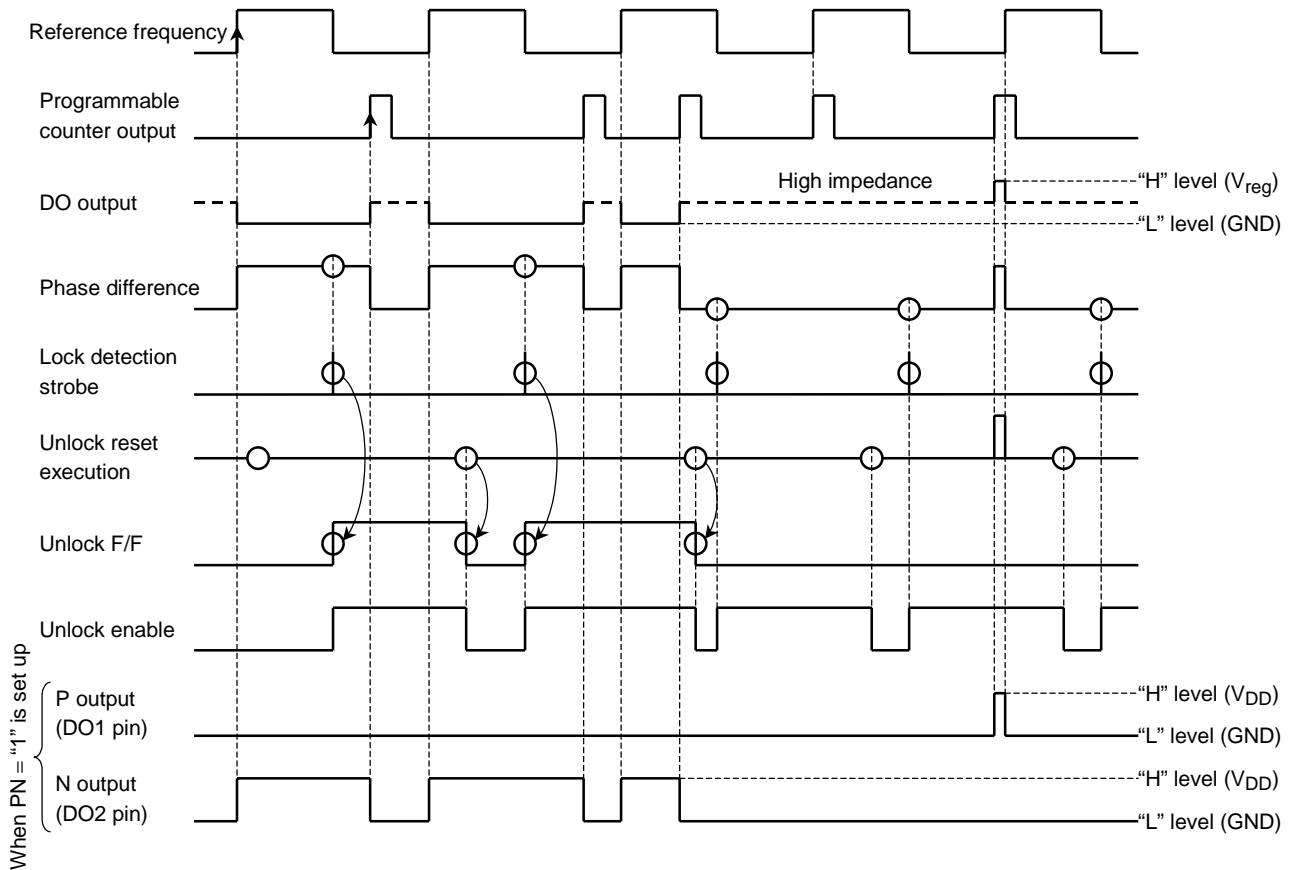 Reference frequency
Programmable
counter output
High impedance
“H” level (Vreg)
DO output
“L” level (GND)
Phase difference
Lock detection
strobe
Unlock reset
execution
Unlock F/F
Unlock enable
When PN = “1” is set up
P output
(DO1 pin)
“H” level (VDD)
“L” level (GND)
N output
(DO2 pin)
“H” level (VDD)
“L” level (GND)